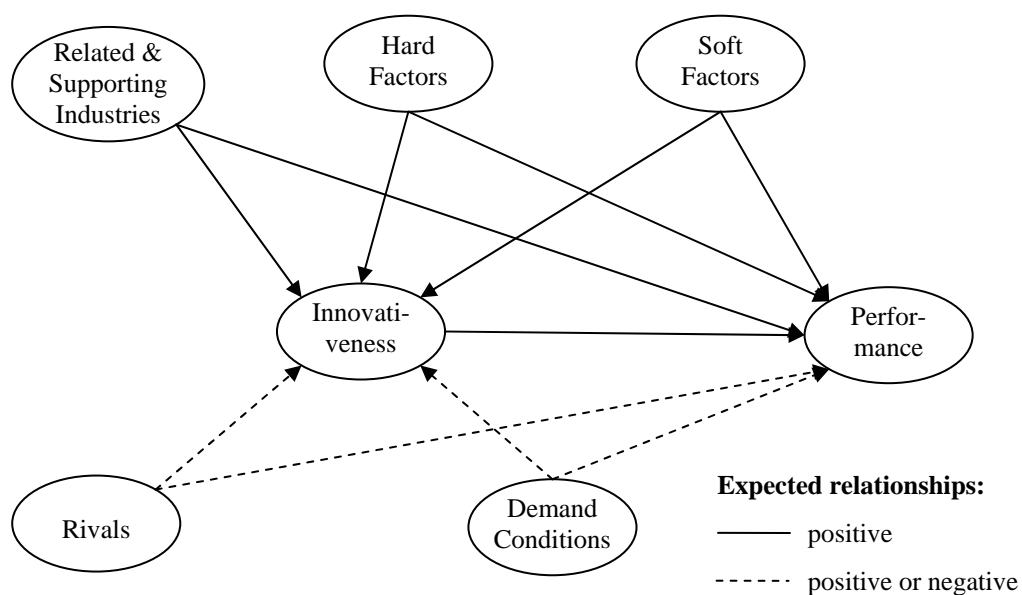 Related &
Supporting
Industries
Hard
Factors
Soft
Factors
Innovati-
veness
Perfor-
mance
Rivals
Demand
Conditions
Expected relationships:
positive
positive or negative